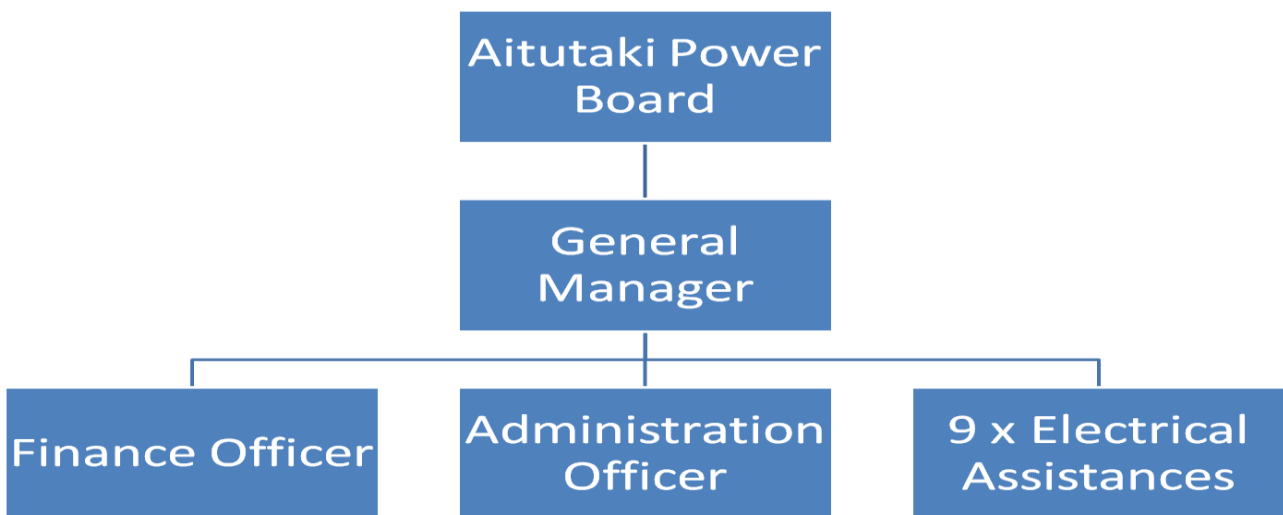 Aitutaki Power
Board
General
Manager
Finance Officer
Administration
Officer
9 x Electrical
Assistances